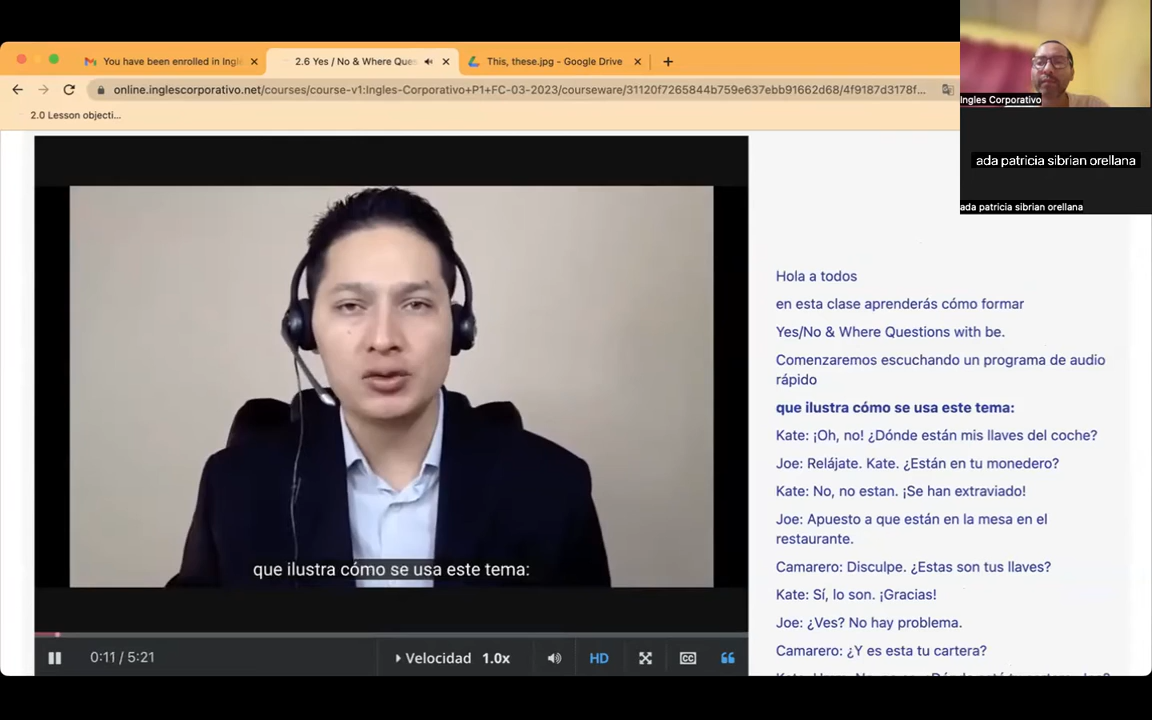 You have been enrolled in Ingl
2.6 Yes / No & Where Ques
This, these.jpg - Google Drive
online.inglescorporativo.net/courses/course-v1:Ingles-Corporativo+P1+FC-03-2023/courseware/31120f7265844b759e637ebb91662d68/4f9187d3178f...
2.0 Lesson objecti...
Ingles Corporativo
ada patricia sibrian orellana
ada patricia sibrian orellana
Hola a todos
en esta clase aprenderás cómo formar
Yes/No & Where Questions with be.
Comenzaremos escuchando un programa de audio
rápido
que ilustra cómo se usa este tema:
Kate: ¡Oh, no! ¿Dónde están mis llaves del coche?
Joe: Relájate. Kate. ¿Están en tu monedero?
Kate: No, no estan. ¡Se han extraviado!
Joe: Apuesto a que están en la mesa en el
restaurante.
Camarero: Disculpe. ¿Estas son tus llaves?
Kate: Sí, lo son. ¡Gracias!
Joe: ¿Ves? No hay problema.
Camarero: ¿Y es esta tu cartera?
que ilustra cómo se usa este tema:
0:11 / 5:21
Velocidad 1.0x
HD
CC